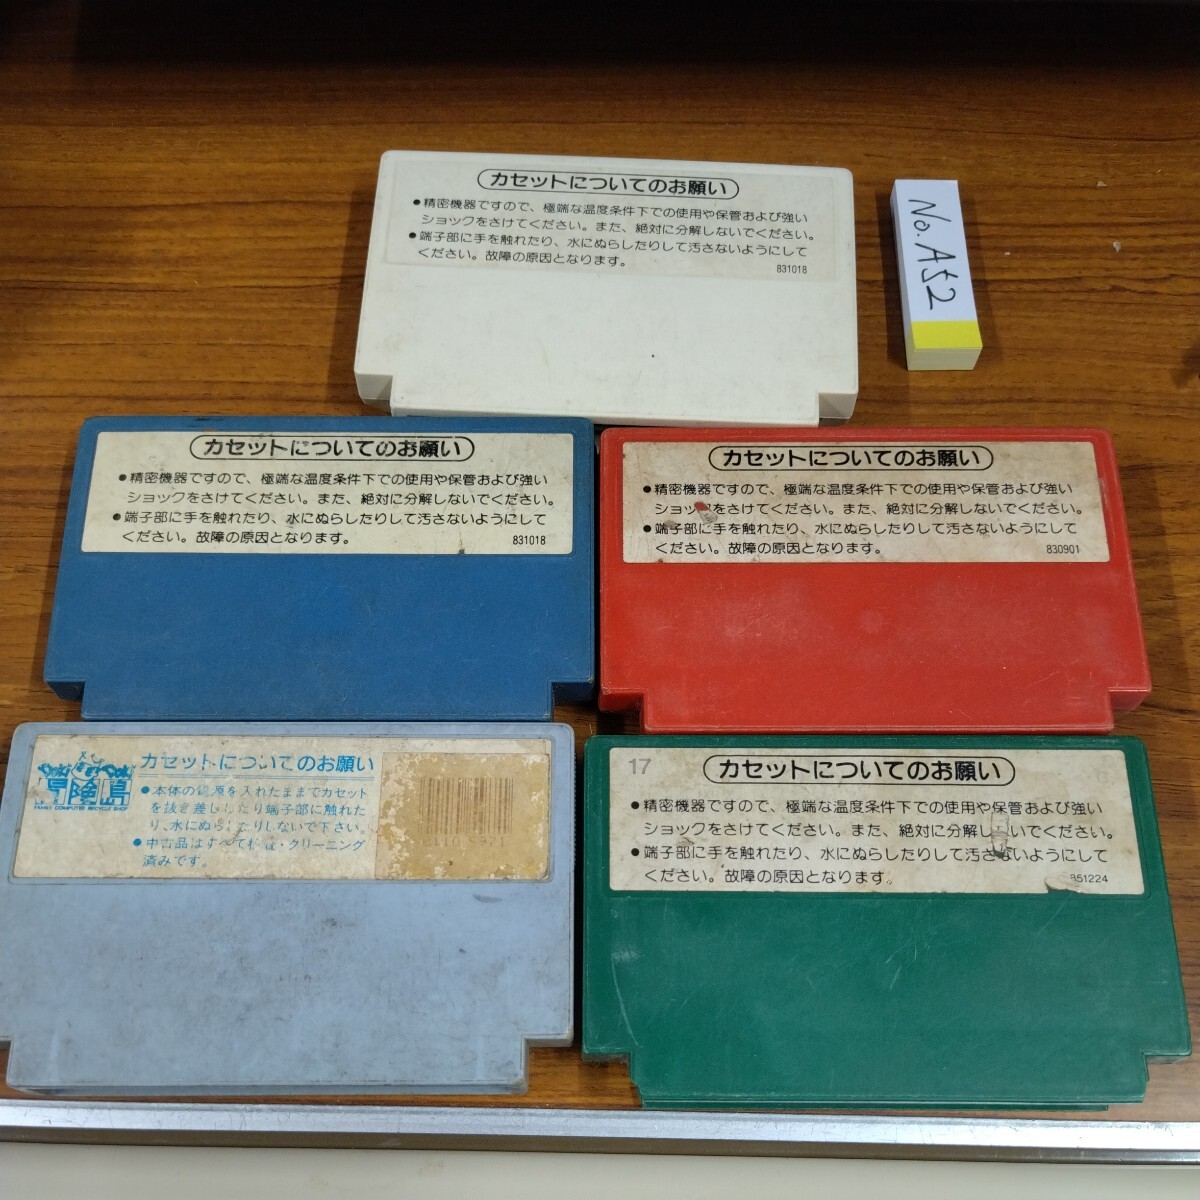 カセットについてのお願い
●精密機器ですので、極端な温度条件下での使用や保管および強い
ショックをさけてください。また、絶対に分解しないでください。
●端子部に手を触れたり、水にぬらしたりして汚さないようにして
ください。故障の原因となります。
831018
No. A52
カセットについてのお願い
●精密機器ですので、極端な温度条件下での使用や保管および強い
ショックをさけてください。また、絶対に分解しないでください。
●端子部に手を触れたり、水にぬらしたりして汚さないようにして
ください。故障の原因となります。
831018
カセットについてのお願い
●精密機器ですので、極端な温度条件下での使用や保管および強い
ショックをさけてください。また、絶対に分解しないでください。
●端子部に手を触れたり、水にぬらしたりして汚さないようにして
ください。故障の原因となります。
830901
冒険島
FAMILY COMPUTER RECYCLE SHOP
カセットについてのお願い
●本体の電源を入れたままでカセット
を抜き差ししたり端子部に触れた
り、水にぬらしたりしないで下さい。
●中古品はすべて検査・クリーニング
済みです。
17
カセットについてのお願い
●精密機器ですので、極端な温度条件下での使用や保管および強い
ショックをさけてください。また、絶対に分解しないでください。
●端子部に手を触れたり、水にぬらしたりして汚さないようにして
ください。故障の原因となります。
851224